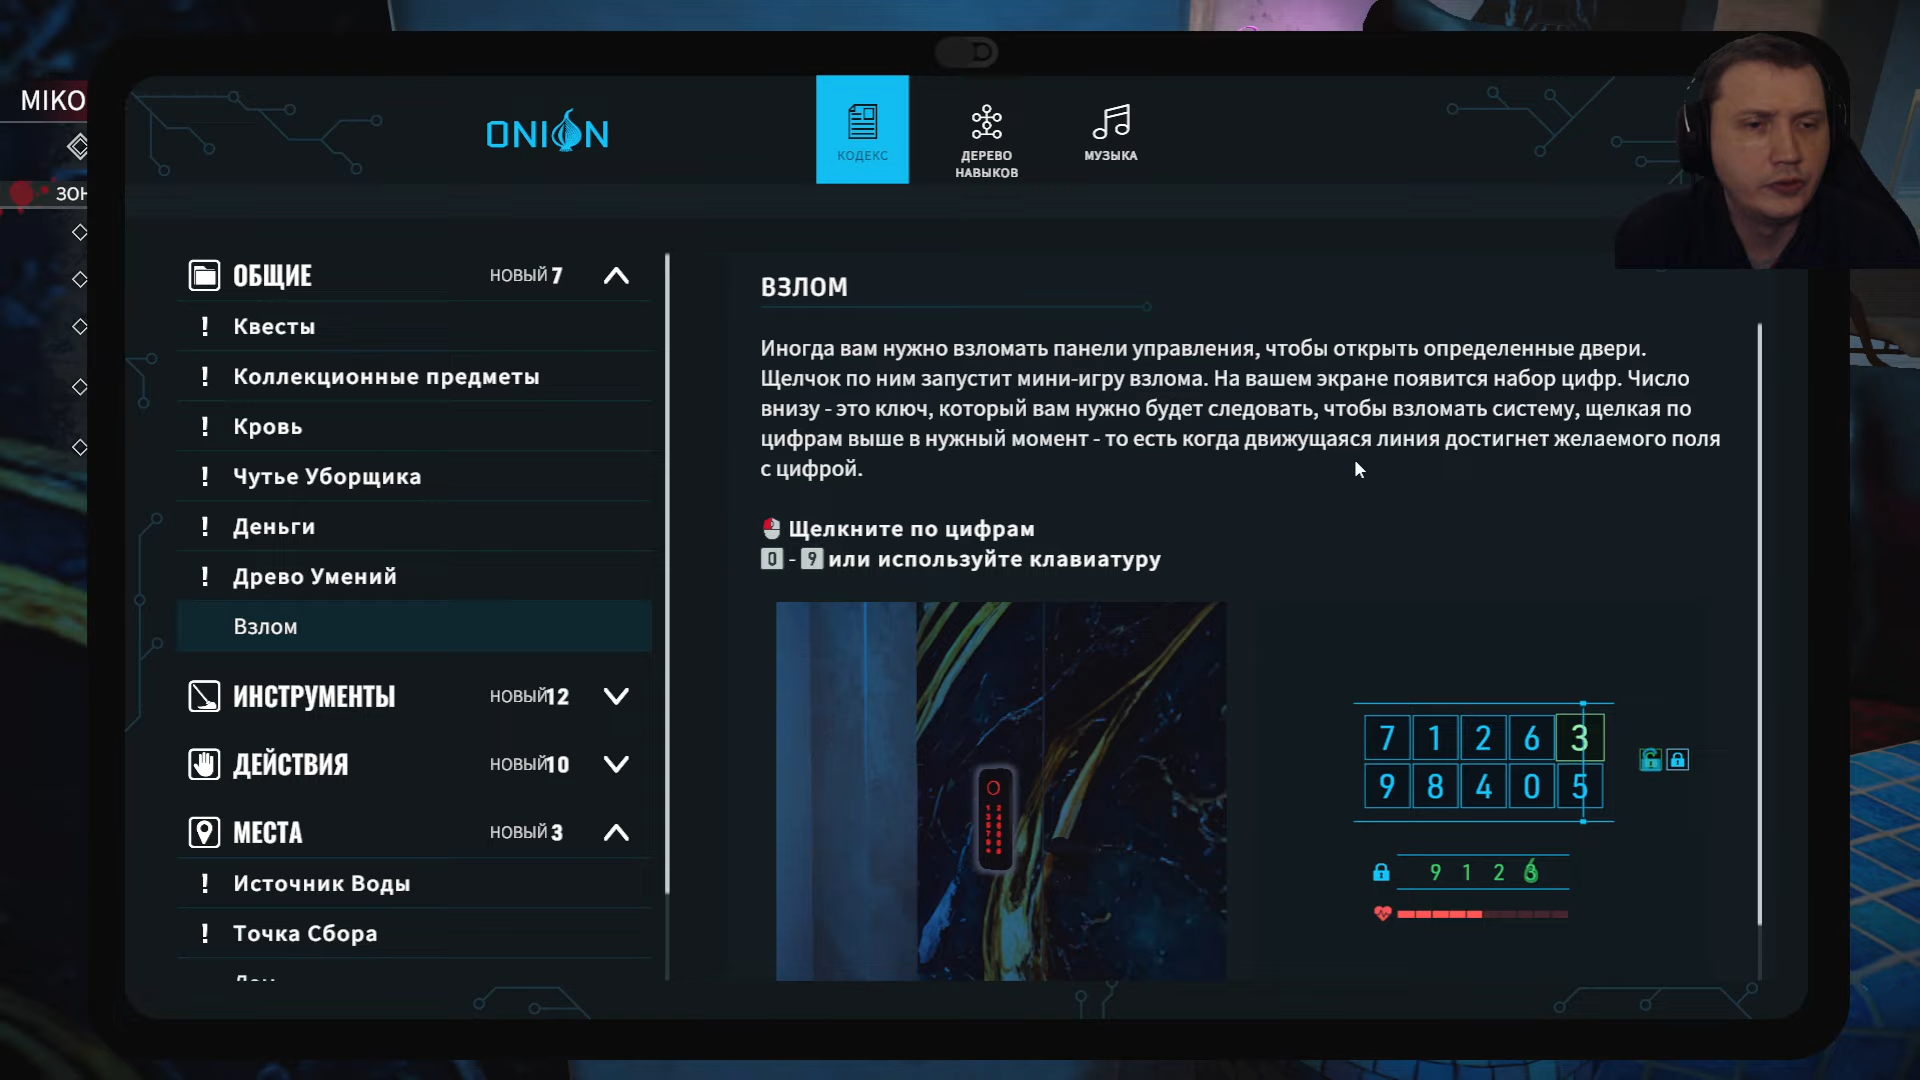 MIKO
ЗОН
ONION
КОДЕКС
ДЕРЕВО
НАВЫКОВ
МУЗЫКА
ОБЩИЕ НОВЫЙ 7
! Квесты
! Коллекционные предметы
! Кровь
! Чутье Уборщика
! Деньги
! Древо Умений
Взлом
ИНСТРУМЕНТЫ НОВЫЙ 12
ДЕЙСТВИЯ НОВЫЙ 10
МЕСТА НОВЫЙ 3
! Источник Воды
! Точка Сбора
ВЗЛОМ
Иногда вам нужно взломать панели управления, чтобы открыть определенные двери.
Щелчок по ним запустит мини-игру взлома. На вашем экране появится набор цифр. Число
внизу - это ключ, который вам нужно будет следовать, чтобы взломать систему, щелкая по
цифрам выше в нужный момент - то есть когда движущаяся линия достигнет желаемого поля
с цифрой.
Щелкните по цифрам
0 - 9 или используйте клавиатуру
7 1 2 6 3
9 8 4 0 5
9 1 2